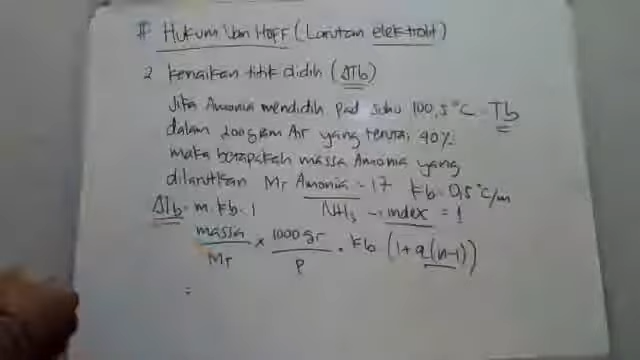 # Hukum Van Hoff (Larutan elektrolit)
2 kenaikan titik didih (ΔTb)
Jika Amonia mendidih pad suhu 100,5°C - Tb
dalam 200 gram Air yang terurai 40%
maka berapakah massa Amonia yang
dilarutkan Mr Amonia = 17 kb = 0,5°C/m
ΔTb = m. kb. i NH3 → index = 1
massa/Mr × 1000 gr/P . kb (1+α(n-1))
=